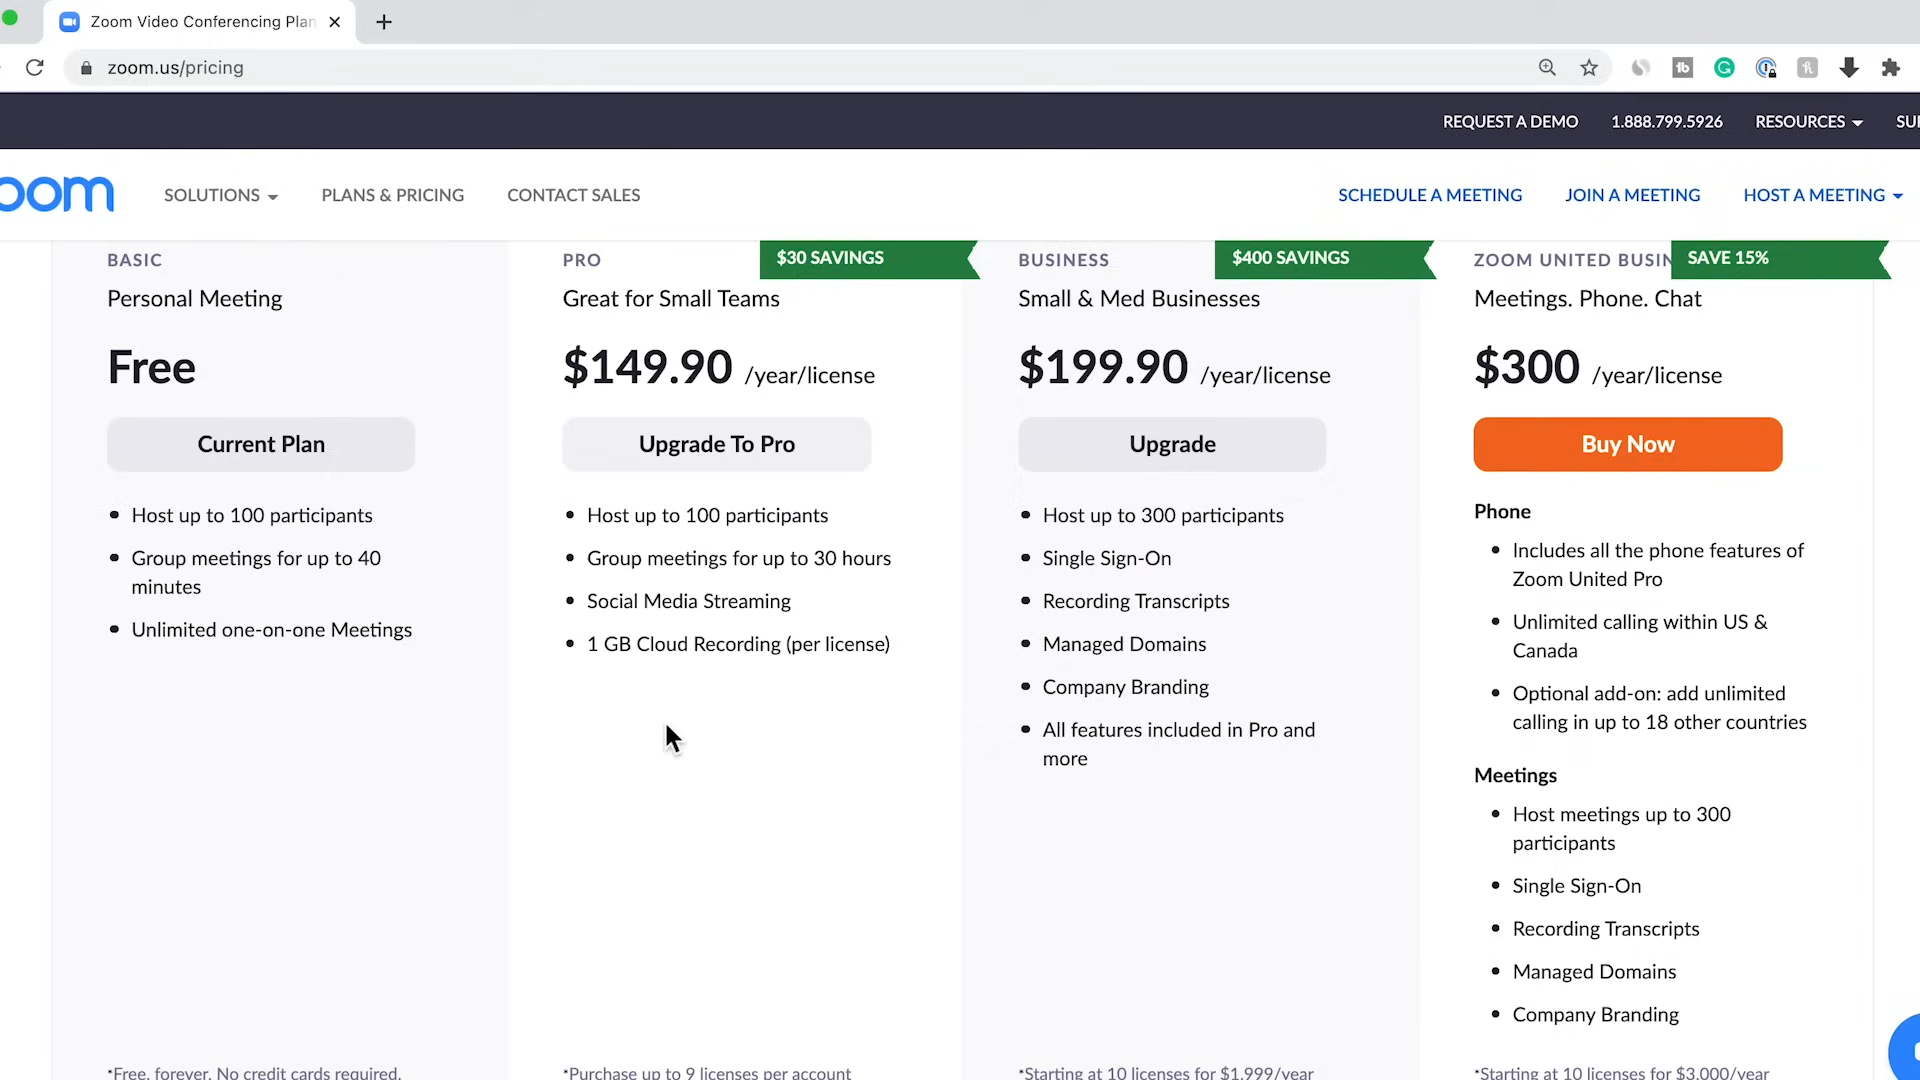 Zoom Video Conferencing Plan
zoom.us/pricing
REQUEST A DEMO
1.888.799.5926
RESOURCES
SUP
oom
SOLUTIONS
PLANS & PRICING
CONTACT SALES
SCHEDULE A MEETING
JOIN A MEETING
HOST A MEETING
BASIC
Personal Meeting
Free
Current Plan
Host up to 100 participants
Group meetings for up to 40
minutes
Unlimited one-on-one Meetings
*Free, forever. No credit cards required.
PRO
$30 SAVINGS
Great for Small Teams
$149.90 /year/license
Upgrade To Pro
Host up to 100 participants
Group meetings for up to 30 hours
Social Media Streaming
1 GB Cloud Recording (per license)
*Purchase up to 9 licenses per account
BUSINESS
$400 SAVINGS
Small & Med Businesses
$199.90 /year/license
Upgrade
Host up to 300 participants
Single Sign-On
Recording Transcripts
Managed Domains
Company Branding
All features included in Pro and
more
*Starting at 10 licenses for $1,999/year
ZOOM UNITED BUSIN
SAVE 15%
Meetings. Phone. Chat
$300 /year/license
Buy Now
Phone
Includes all the phone features of
Zoom United Pro
Unlimited calling within US &
Canada
Optional add-on: add unlimited
calling in up to 18 other countries
Meetings
Host meetings up to 300
participants
Single Sign-On
Recording Transcripts
Managed Domains
Company Branding
*Starting at 10 licenses for $3,000/year